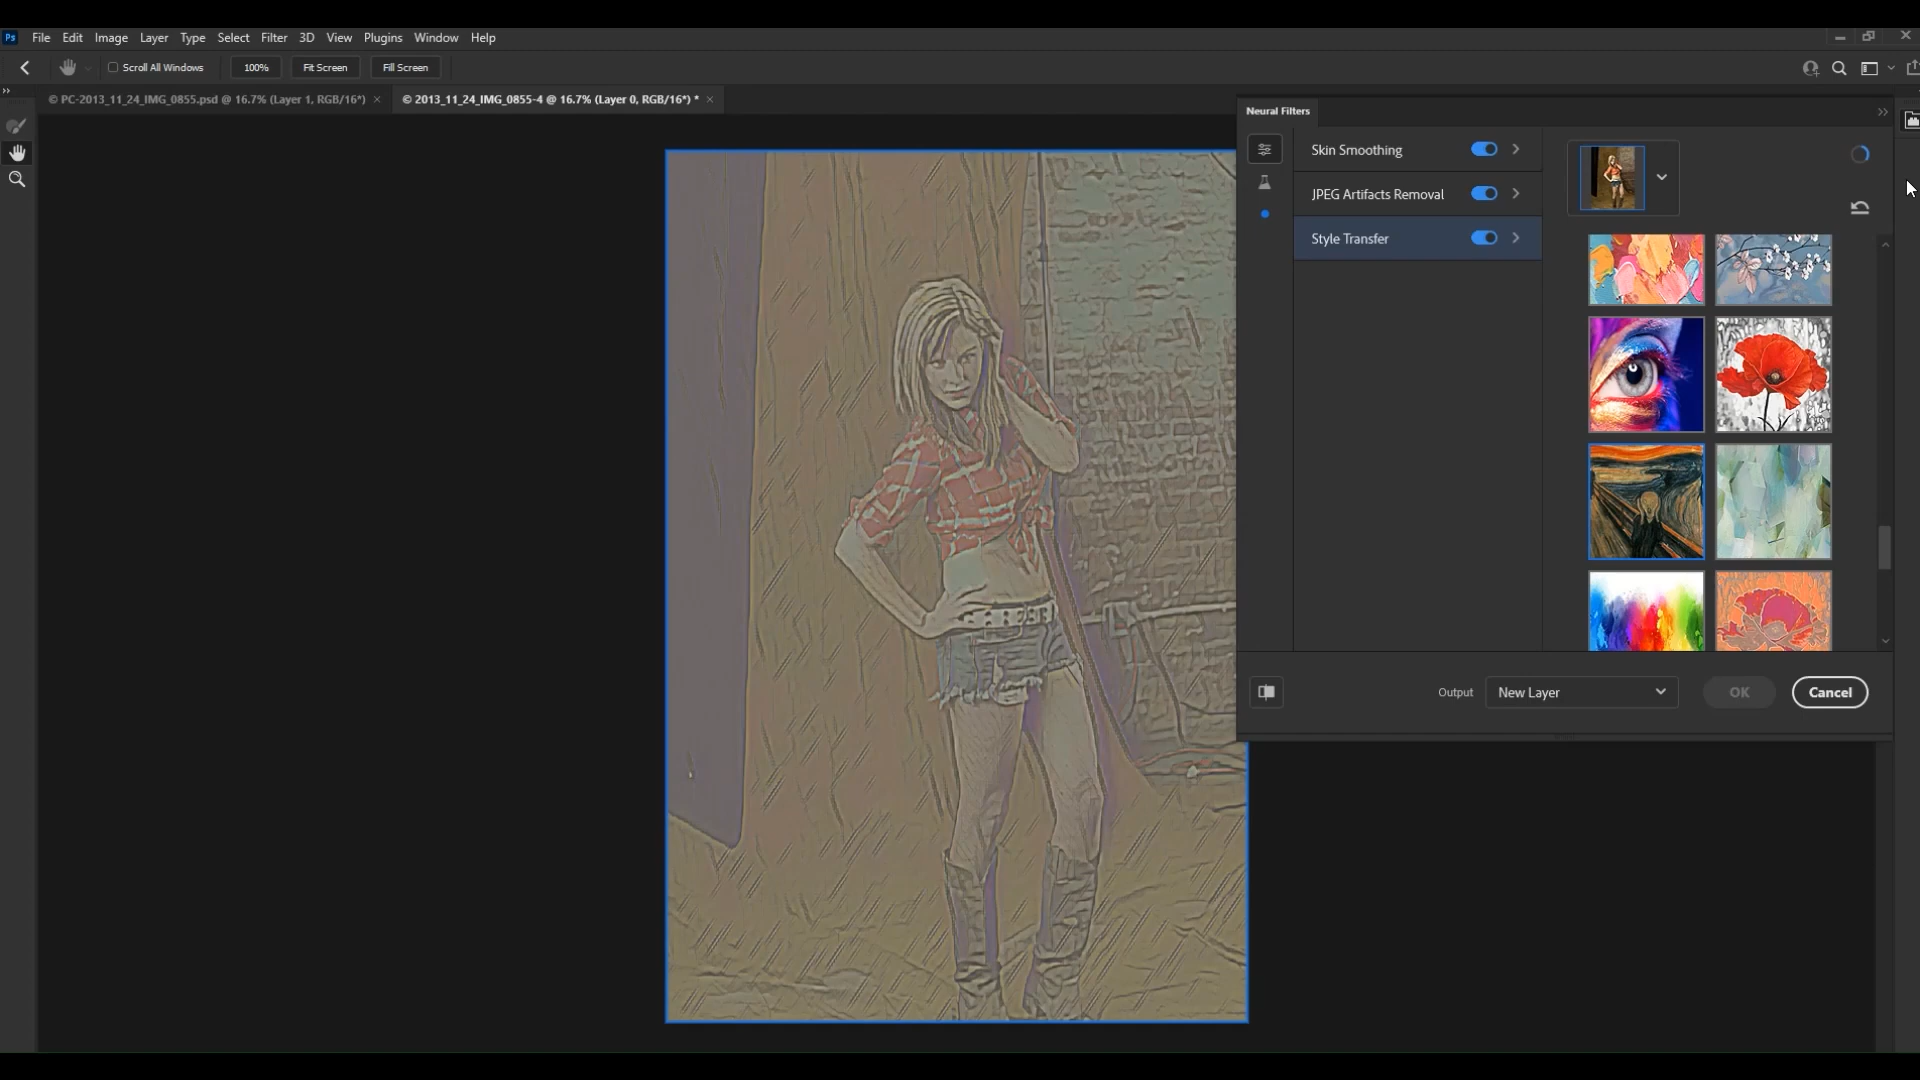 Ps File Edit Image Layer Type Select Filter 3D View Plugins Window Help
Scroll All Windows 100% Fit Screen Fill Screen
© PC-2013_11_24_IMG_0855.psd @ 16.7% (Layer 1, RGB/16*) × © 2013_11_24_IMG_0855-4 @ 16.7% (Layer 0, RGB/16*) * ×
Neural Filters
Skin Smoothing
JPEG Artifacts Removal
Style Transfer
Output New Layer OK Cancel